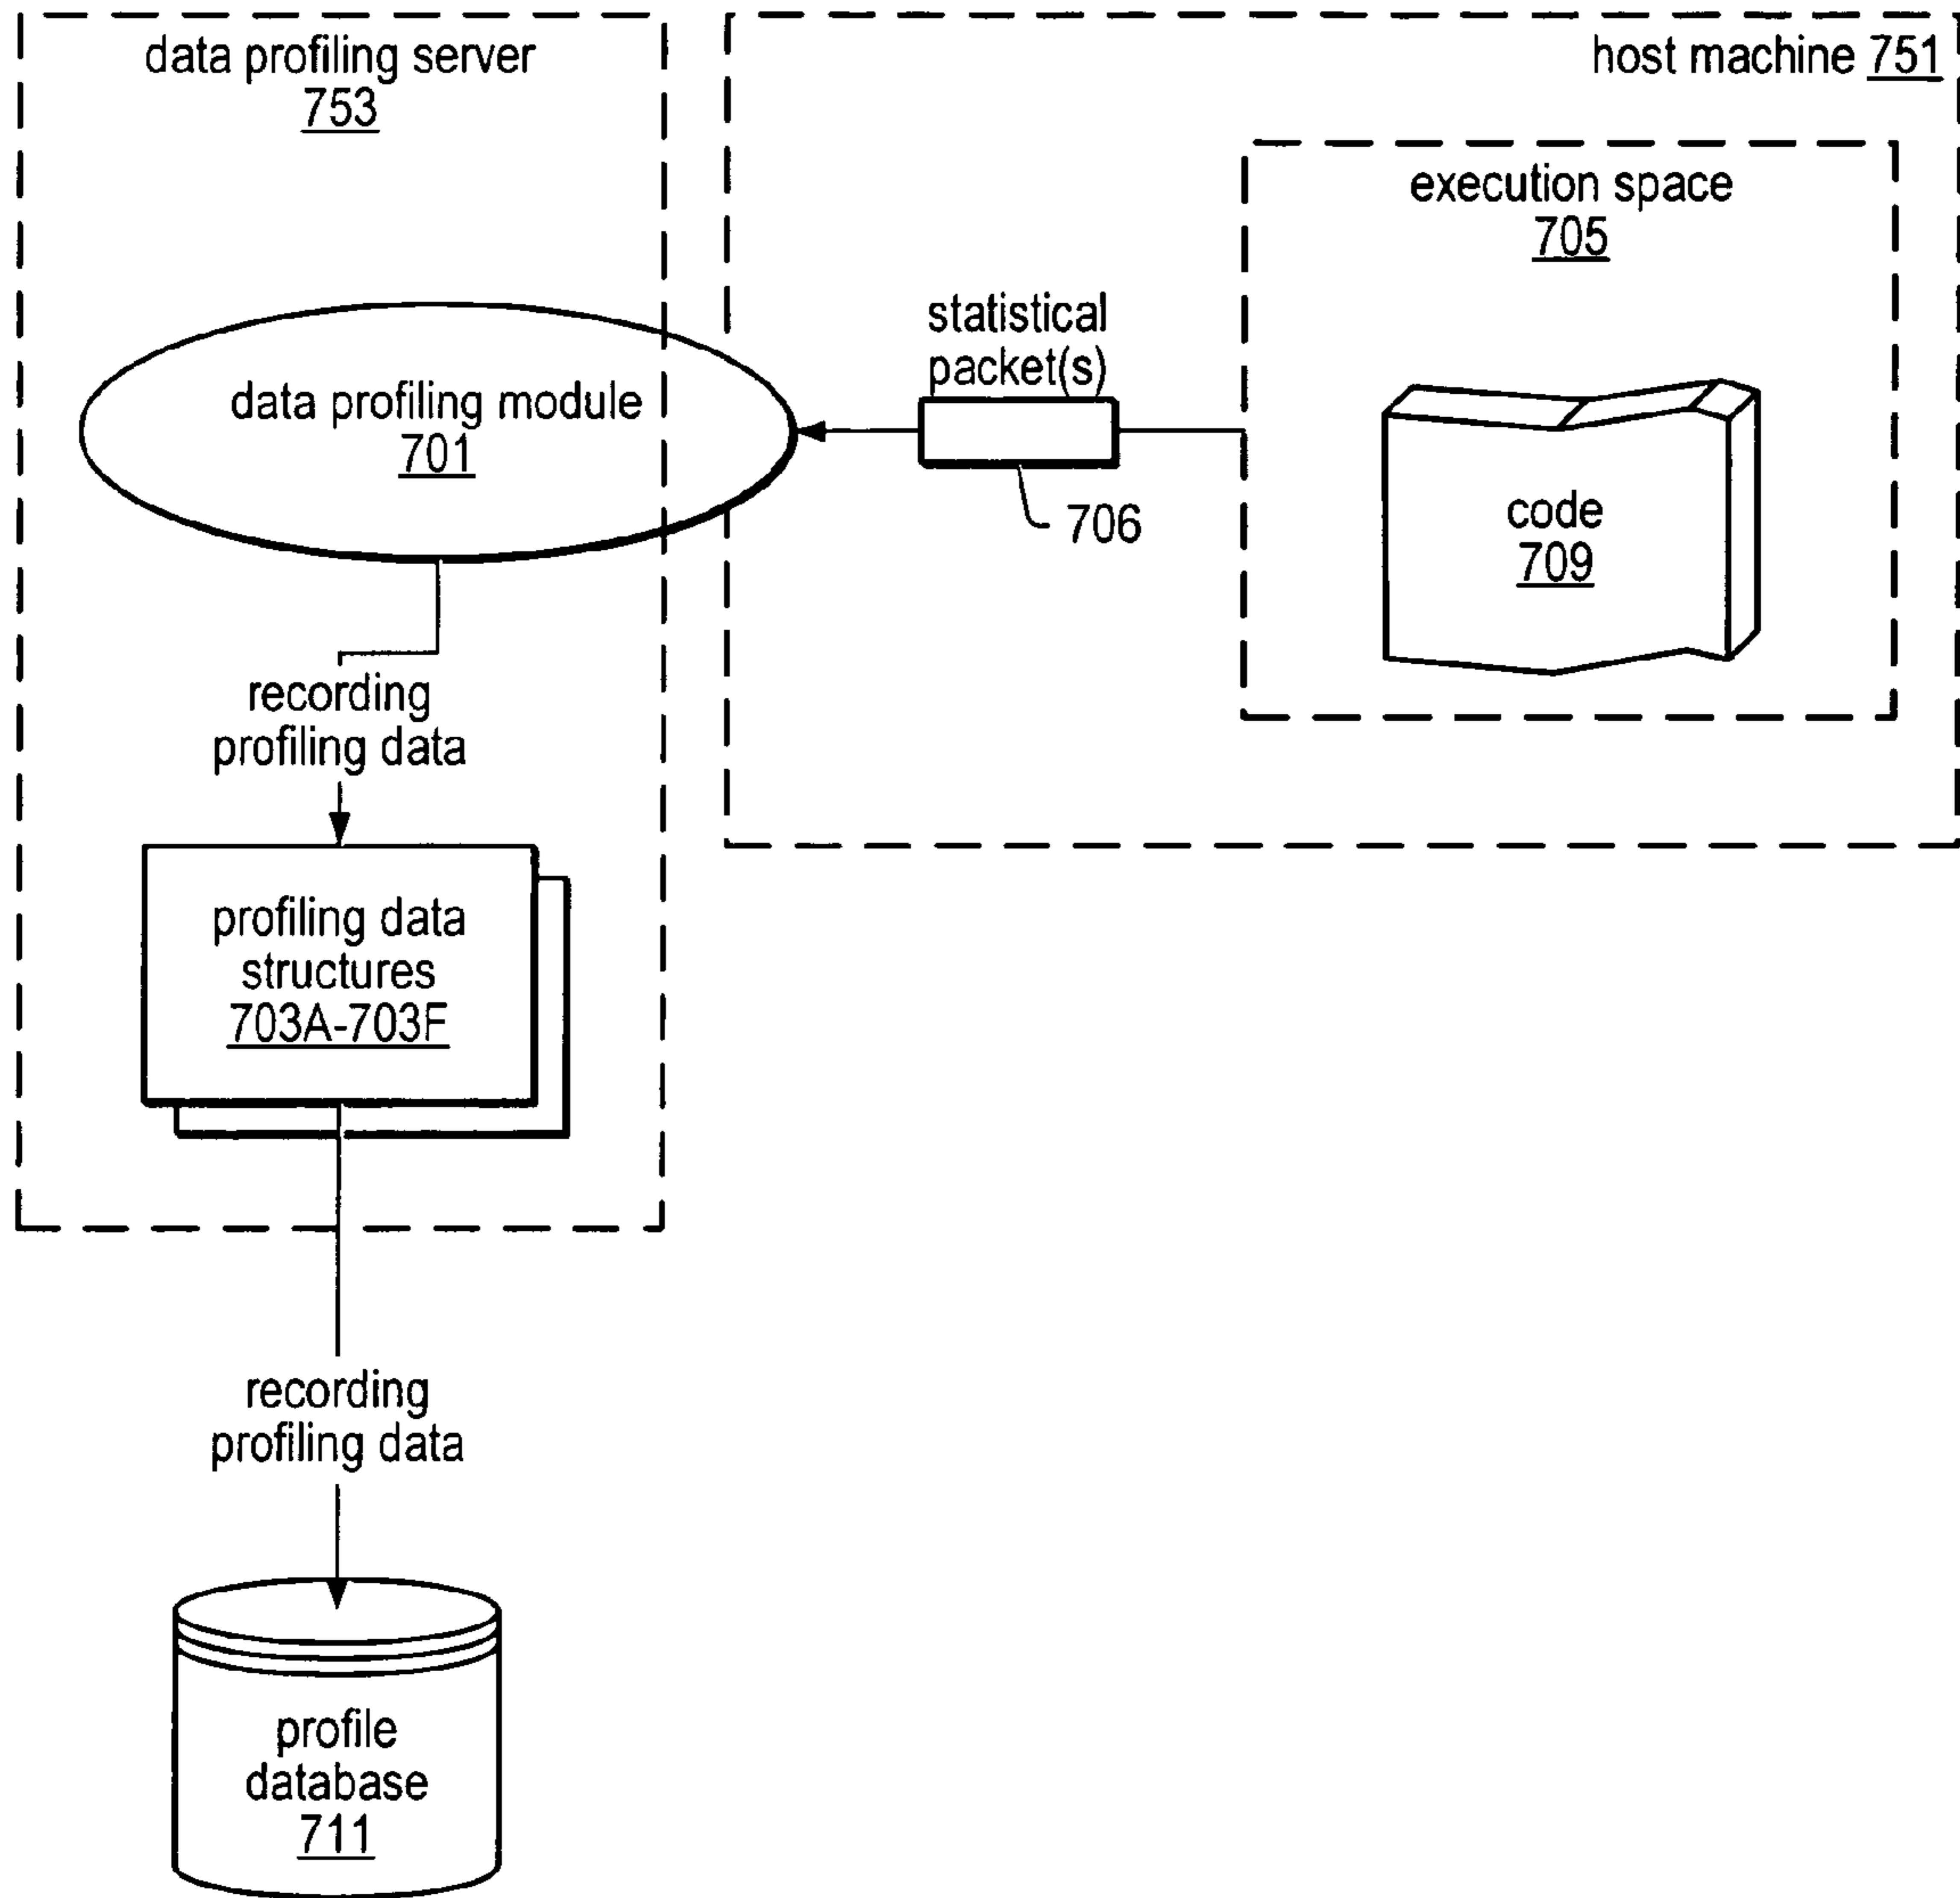 data profiling server
753
host machine 751
execution space
705
statistical
packet(s)
706
code
709
data profiling module
701
recording
profiling data
profiling data
structures
703A-703F
recording
profiling data
profile
database
711